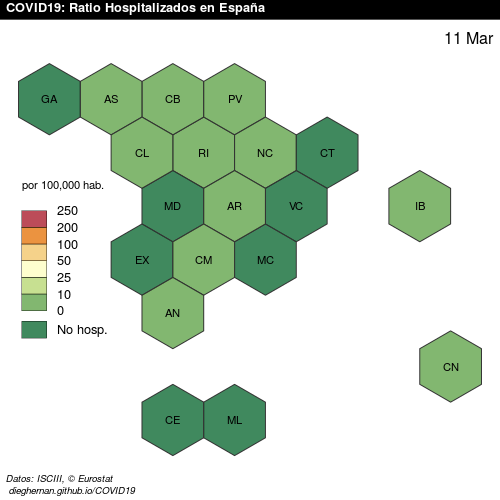 COVID19: Ratio Hospitalizados en España
11 Mar
GA AS CB PV
CL RI NC CT
MD AR VC IB
EX CM MC
AN
CN
CE ML
por 100,000 hab.
250
200
100
50
25
10
0
No hosp.
Datos: ISCIII, © Eurostat
dieghernan.github.io/COVID19